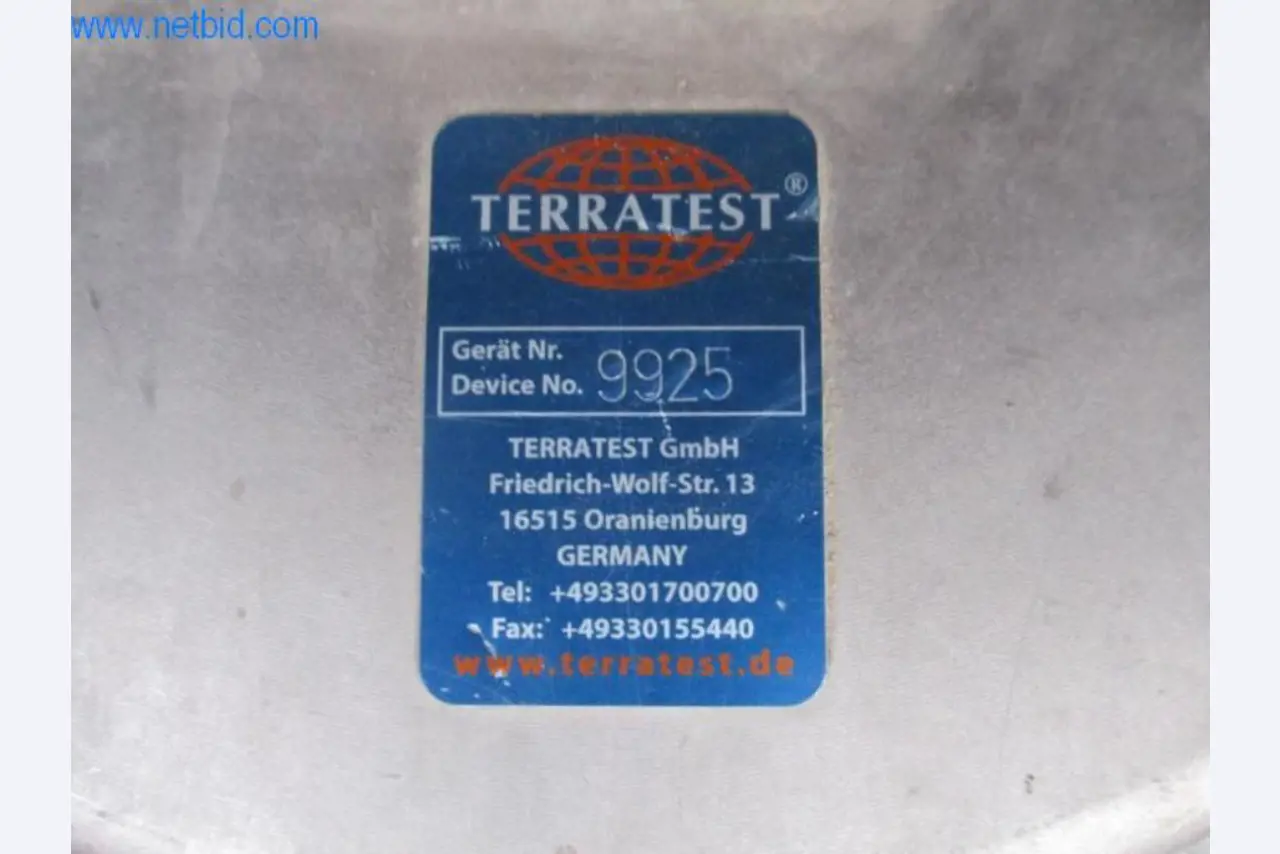 www.netbid.com
TERRATEST®
Gerät Nr.
Device No. 9925
TERRATEST GmbH
Friedrich-Wolf-Str. 13
16515 Oranienburg
GERMANY
Tel: +493301700700
Fax: +49330155440
www.terratest.de